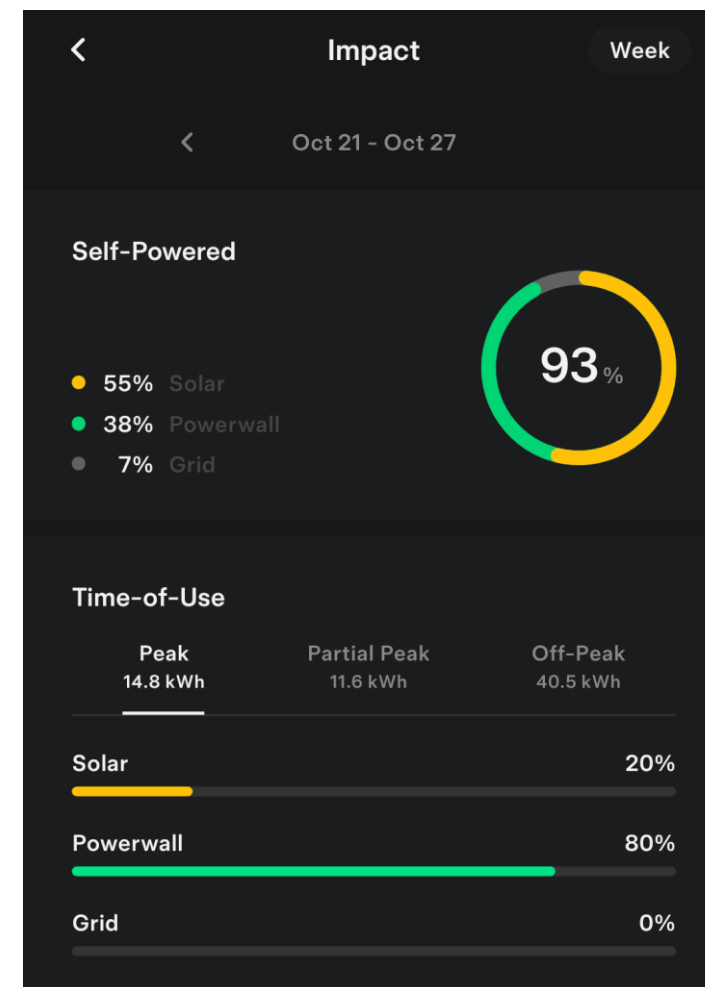 Impact
Week
Oct 21 - Oct 27
Self-Powered
93%
55% Solar
38% Powerwall
7% Grid
Time-of-Use
Peak
Partial Peak
Off-Peak
14.8 kWh
11.6 kWh
40.5 kWh
Solar 20%
Powerwall 80%
Grid 0%